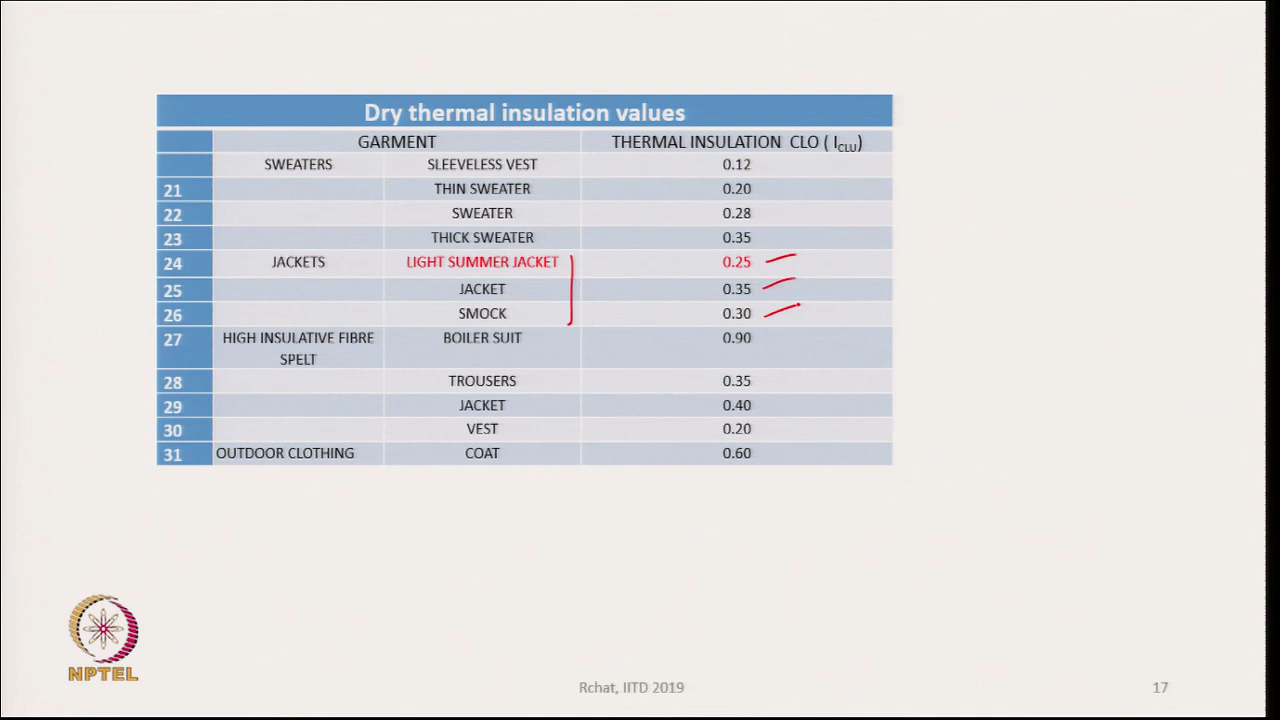 Dry thermal insulation values
GARMENT THERMAL INSULATION CLO ( ICLU)
SWEATERS SLEEVELESS VEST 0.12
21 THIN SWEATER 0.20
22 SWEATER 0.28
23 THICK SWEATER 0.35
24 JACKETS LIGHT SUMMER JACKET 0.25
25 JACKET 0.35
26 SMOCK 0.30
27 HIGH INSULATIVE FIBRE BOILER SUIT 0.90
SPELT
28 TROUSERS 0.35
29 JACKET 0.40
30 VEST 0.20
31 OUTDOOR CLOTHING COAT 0.60
NPTEL
Rchat, IITD 2019 17